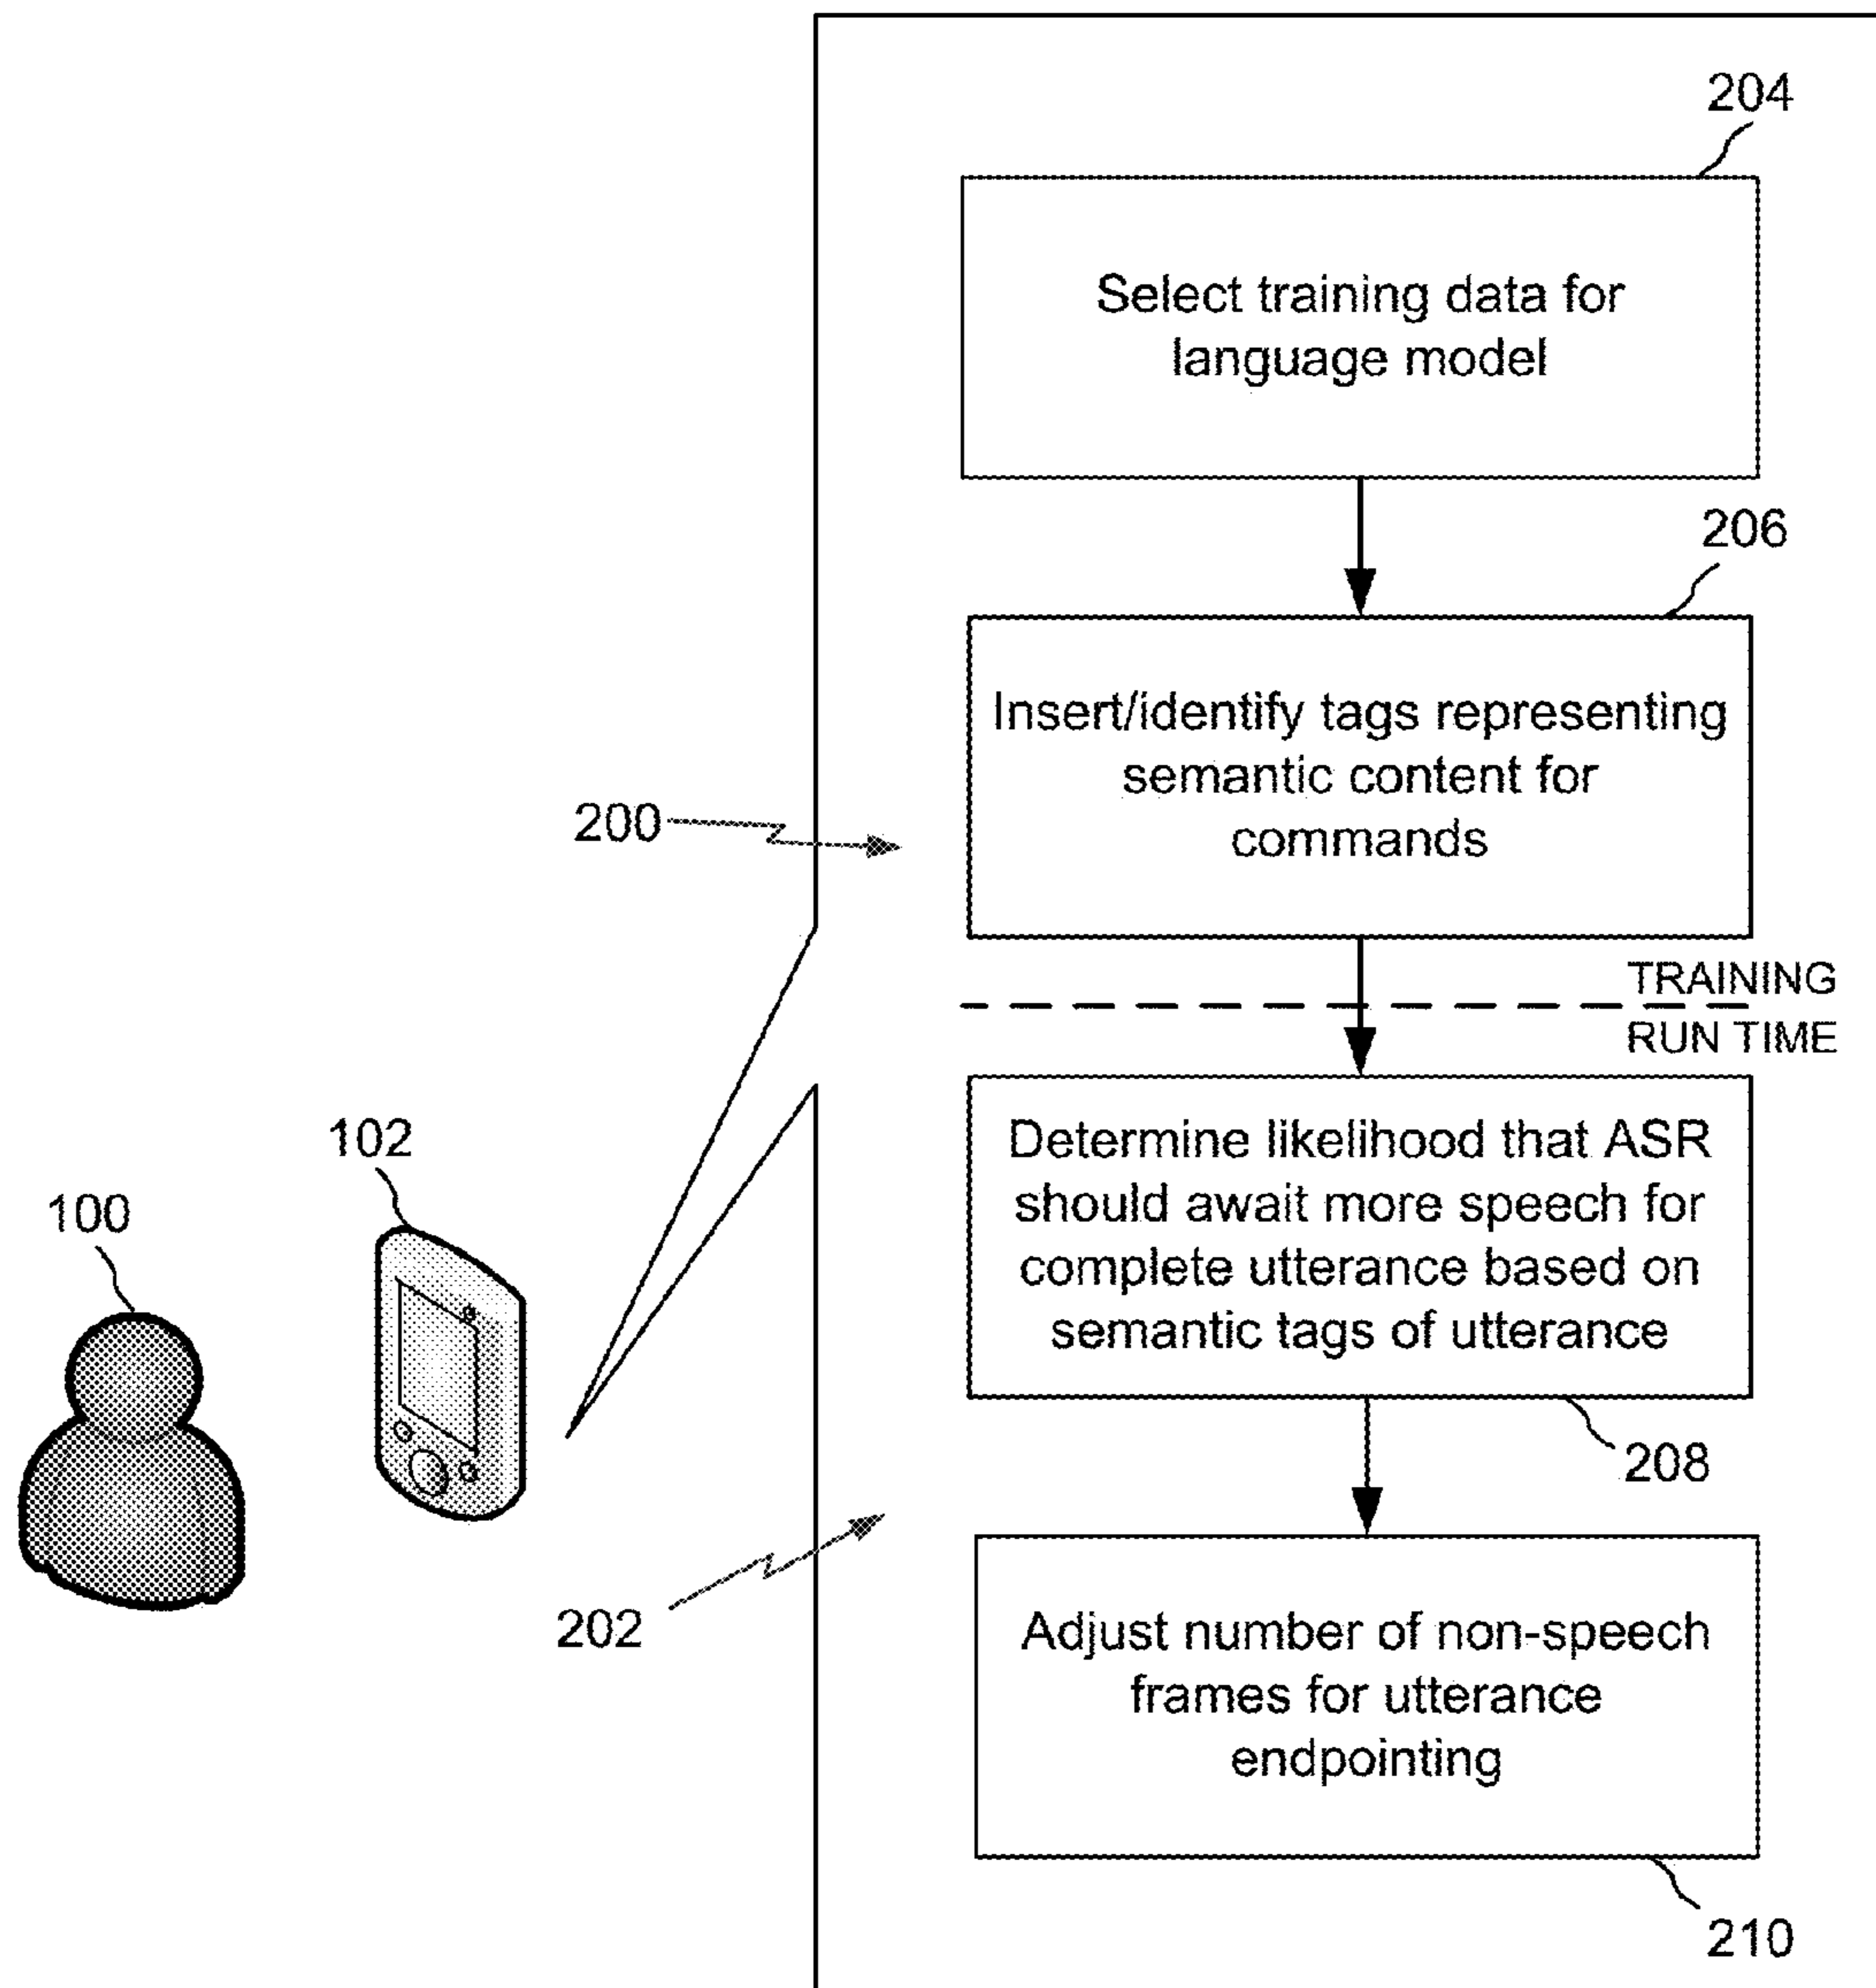 204
Select training data for
language model
206
Insert/identify tags representing
semantic content for
commands
200
TRAINING
RUN TIME
102
100
Determine likelihood that ASR
should await more speech for
complete utterance based on
semantic tags of utterance
208
202
Adjust number of non-speech
frames for utterance
endpointing
210